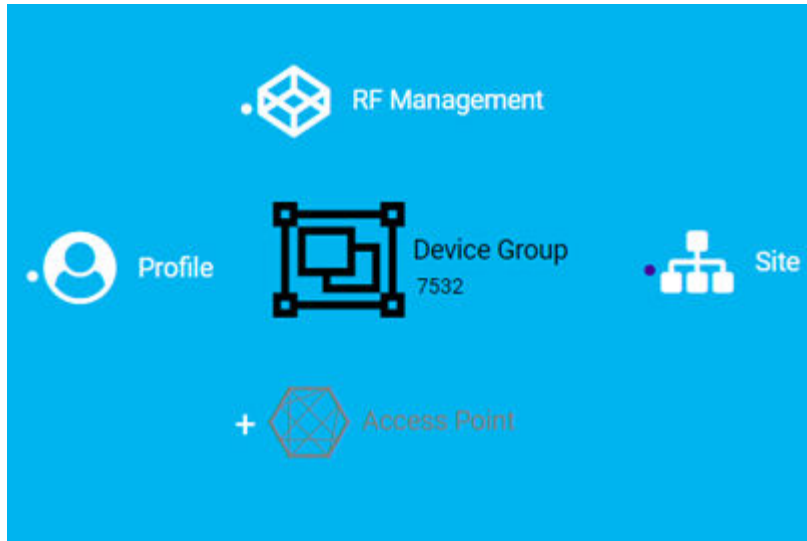 RF Management
Profile
Device Group
7532
Site
Access Point